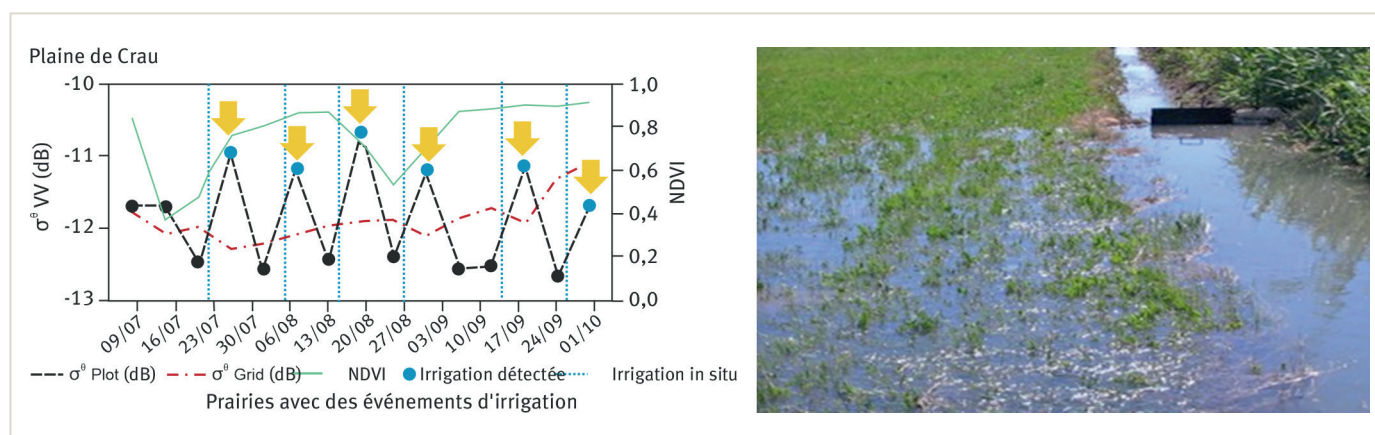 Plaine de Crau
-10
-11
-12
-13
σ⁰ VV (dB)
1,0
0,8
0,6
0,4
0,2
0,0
NDVI
09/07 16/07 23/07 30/07 06/08 13/08 20/08 27/08 03/09 10/09 17/09 24/09 01/10
σᶿ Plot (dB) σᶿ Grid (dB) NDVI Irrigation détectée Irrigation in situ
Prairies avec des événements d'irrigation